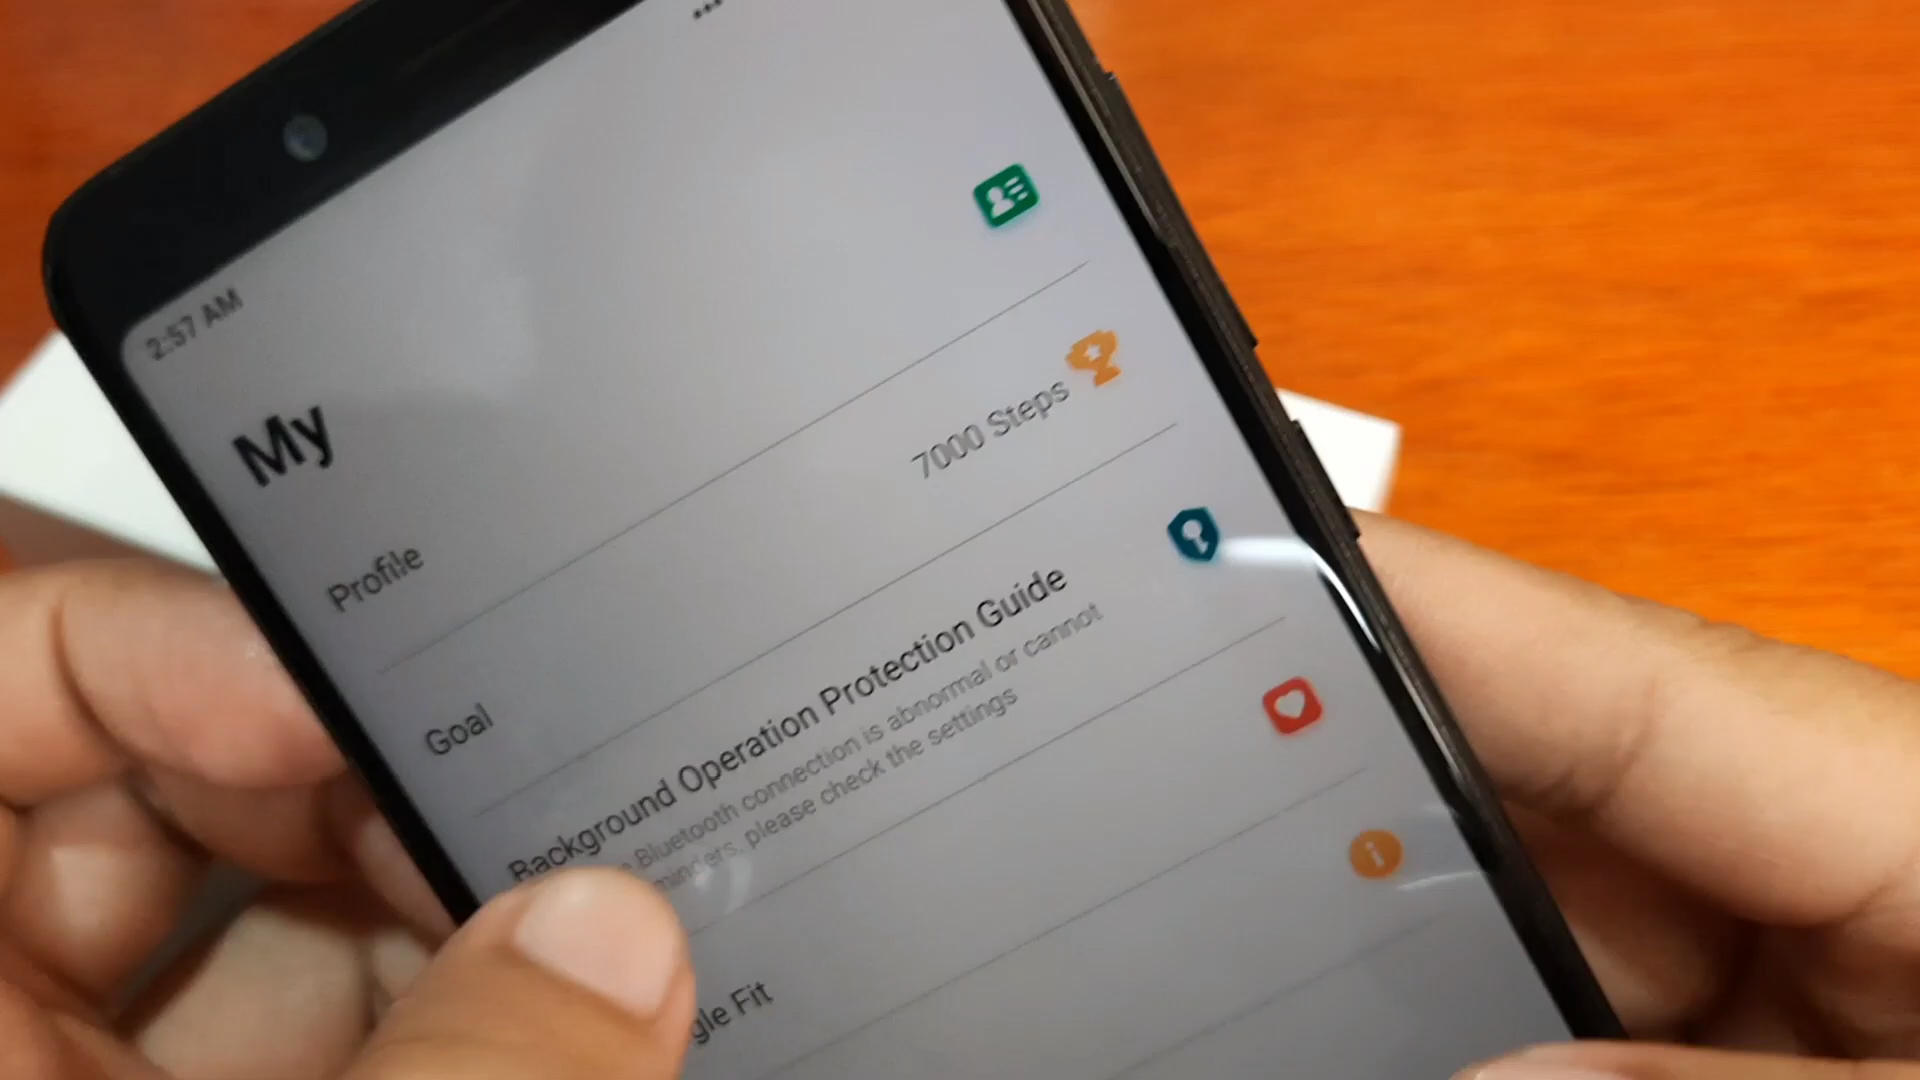 2:57 AM
My
Profile
Goal
7000 Steps
Background Operation Protection Guide
Bluetooth connection is abnormal or cannot
minders, please check the settings
gle Fit